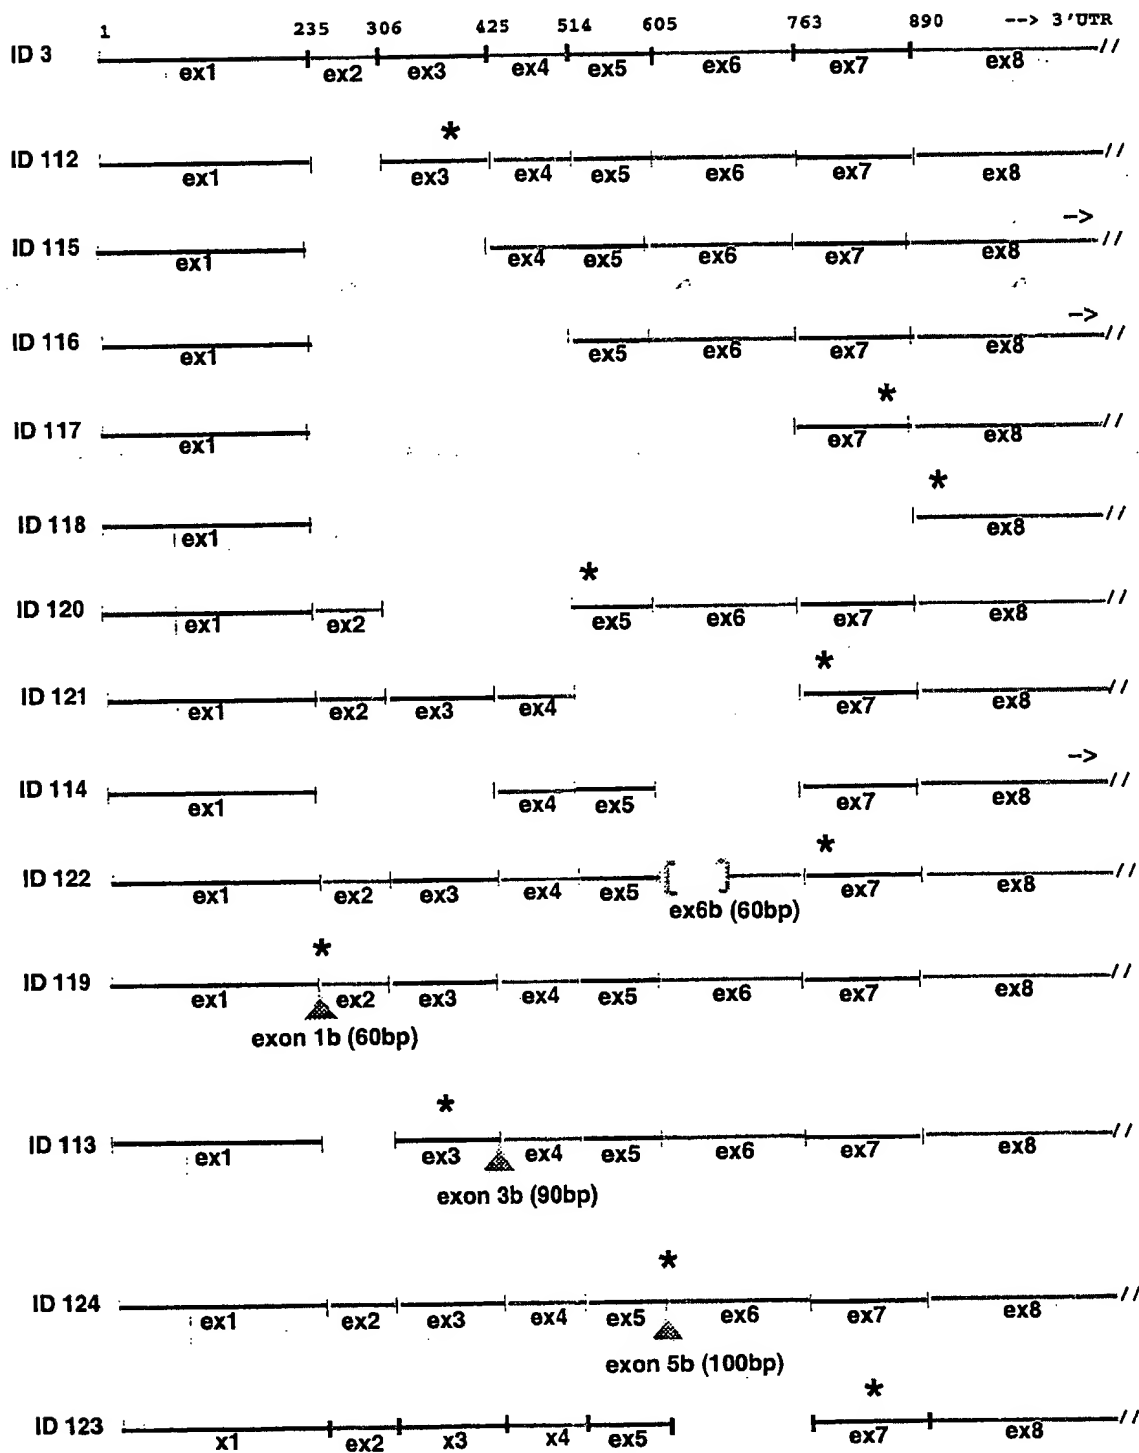 1 235 306 425 514 605 763 890 --> 3'UTR
ID 3 //
ex1 ex2 ex3 ex4 ex5 ex6 ex7 ex8
*
ID 112 //
ex1 ex3 ex4 ex5 ex6 ex7 ex8
->
ID 115 //
ex1 ex4 ex5 ex6 ex7 ex8
->
ID 116 //
ex1 ex5 ex6 ex7 ex8
*
ID 117 //
ex1 ex7 ex8
*
ID 118 //
ex1 ex8
*
ID 120 //
ex1 ex2 ex5 ex6 ex7 ex8
*
ID 121 //
ex1 ex2 ex3 ex4 ex7 ex8
->
ID 114 //
ex1 ex4 ex5 ex7 ex8
*
ID 122 [ ] //
ex1 ex2 ex3 ex4 ex5 ex7 ex8
ex6b (60bp)
*
ID 119 //
ex1 ex2 ex3 ex4 ex5 ex6 ex7 ex8
exon 1b (60bp)
*
ID 113 //
ex1 ex3 ex4 ex5 ex6 ex7 ex8
exon 3b (90bp)
*
ID 124 //
ex1 ex2 ex3 ex4 ex5 ex6 ex7 ex8
exon 5b (100bp)
*
ID 123 //
x1 ex2 x3 x4 ex5 ex7 ex8